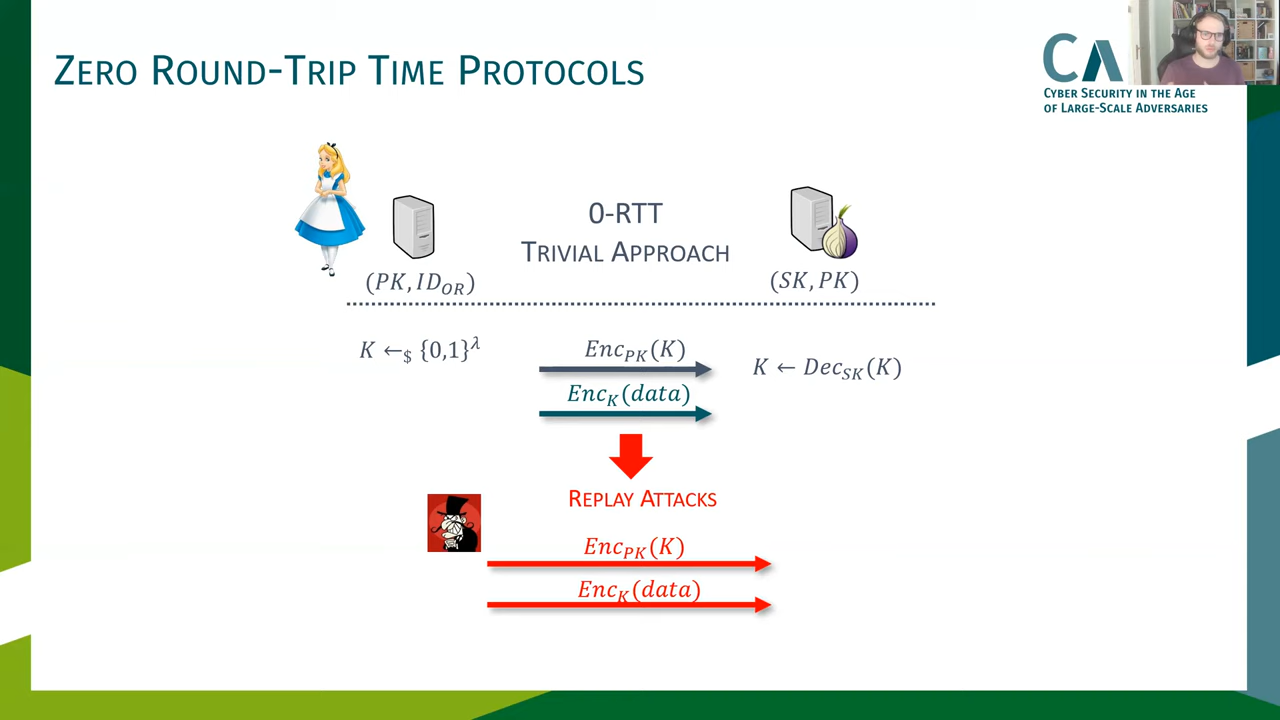 ZERO ROUND-TRIP TIME PROTOCOLS
CA
CYBER SECURITY IN THE AGE
OF LARGE-SCALE ADVERSARIES
0-RTT
TRIVIAL APPROACH
(PK, ID_OR)
(SK, PK)
K ←_$ {0,1}^λ
Enc_PK(K)
K ← Dec_SK(K)
Enc_K(data)
REPLAY ATTACKS
Enc_PK(K)
Enc_K(data)